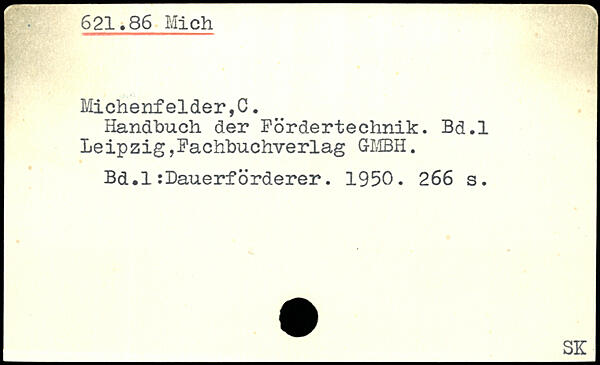 621.86 Mich
Michenfelder,C.
Handbuch der Fördertechnik. Bd.1
Leipzig,Fachbuchverlag GMBH.
Bd.1:Dauerförderer. 1950. 266 s.
SK